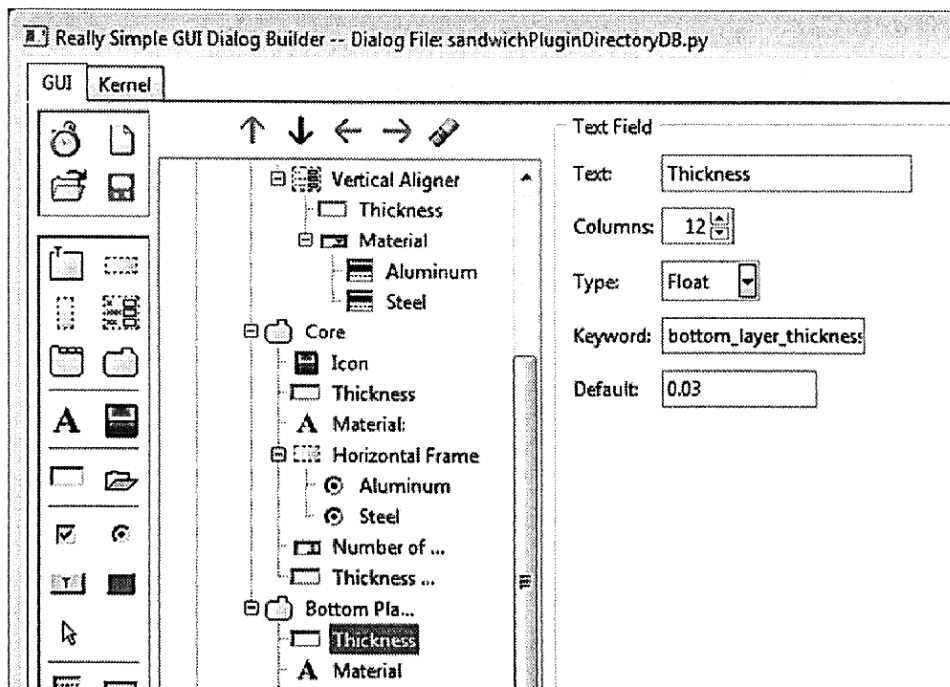 Really Simple GUI Dialog Builder -- Dialog File: sandwichPluginDirectoryDB.py
GUI Kernel
Text Field
Vertical Aligner
Text: Thickness
Thickness
Columns: 12
Material
Aluminum
Type: Float
Steel
Core
Keyword: bottom_layer_thickness
Icon
Thickness
Default: 0.03
A Material:
Horizontal Frame
Aluminum
Steel
Number of ...
Thickness ...
Bottom Pla...
Thickness
A Material